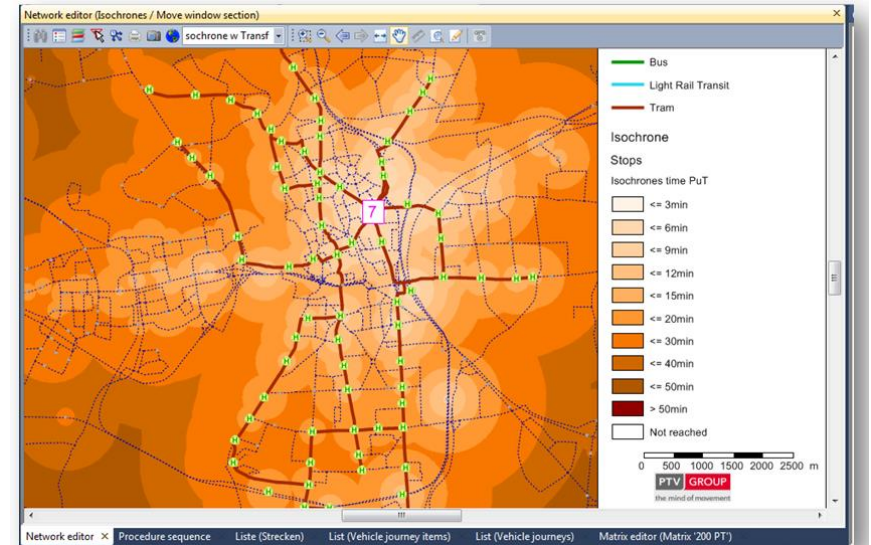 Network editor (Isochrones / Move window section)
sochrone w Transf
Bus
Light Rail Transit
Tram
Isochrone
Stops
Isochrones time PuT
<= 3min
<= 6min
<= 9min
<= 12min
<= 15min
<= 20min
<= 30min
<= 40min
<= 50min
> 50min
Not reached
0 500 1000 1500 2000 2500 m
PTV GROUP
the mind of movement
7
Network editor Procedure sequence Liste (Strecken) List (Vehicle journey items) List (Vehicle journeys) Matrix editor (Matrix '200 PT')